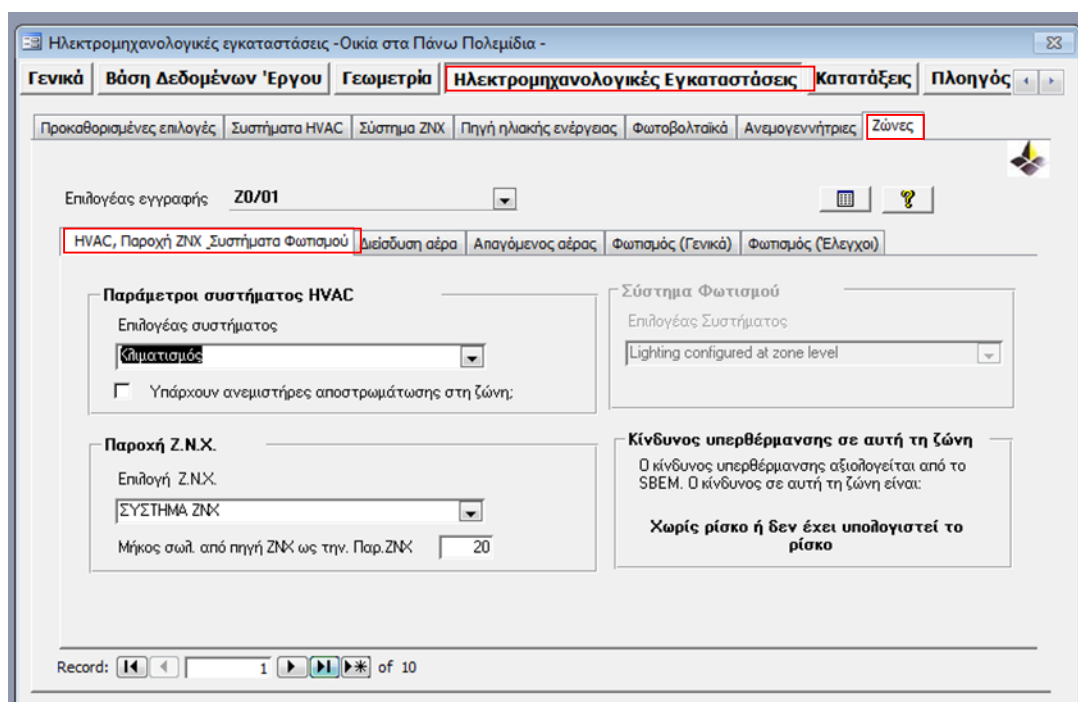 Ηλεκτρομηχανολογικές εγκαταστάσεις -Οικία στα Πάνω Πολεμίδια -
Γενικά Βάση Δεδομένων 'Εργου Γεωμετρία Ηλεκτρομηχανολογικές Εγκαταστάσεις Κατατάξεις Πλοηγός
Προκαθορισμένες επιλογές Συστήματα HVAC Σύστημα ΖΝΧ Πηγή ηλιακής ενέργειας Φωτοβολταϊκά Ανεμογεννήτριες Ζώνες
Επιλογέας εγγραφής Z0/01
HVAC, Παροχή ΖΝΧ ,Συστήματα Φωτισμού Διείσδυση αέρα Απαγόμενος αέρας Φωτισμός (Γενικά) Φωτισμός (Έλεγχοι)
Παράμετροι συστήματος HVAC
Επιλογέας συστήματος
Κλιματισμός
Υπάρχουν ανεμιστήρες αποστρωμάτωσης στη ζώνη;
Σύστημα Φωτισμού
Επιλογέας Συστήματος
Lighting configured at zone level
Παροχή Ζ.Ν.Χ.
Επιλογή Ζ.Ν.Χ.
ΣΥΣΤΗΜΑ ΖΝΧ
Μήκος σωλ. από πηγή ΖΝΧ ως την. Παρ.ΖΝΧ 20
Κίνδυνος υπερθέρμανσης σε αυτή τη ζώνη
Ο κίνδυνος υπερθέρμανσης αξιολογείται από το
SBEM. Ο κίνδυνος σε αυτή τη ζώνη είναι:
Χωρίς ρίσκο ή δεν έχει υπολογιστεί το
ρίσκο
Record: 1 of 10